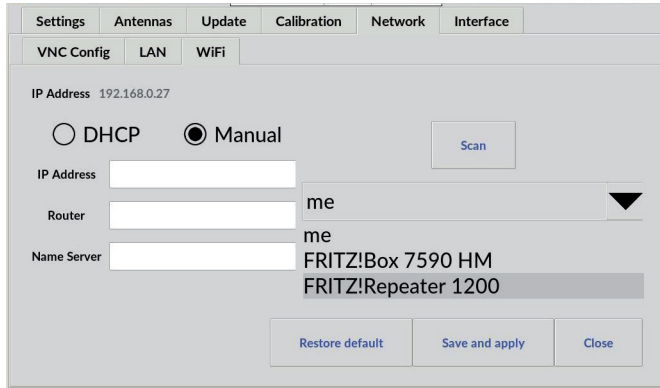 Settings Antennas Update Calibration Network Interface
VNC Config LAN WiFi
IP Address 192.168.0.27
DHCP Manual
Scan
IP Address
me
Router
me
Name Server
FRITZ!Box 7590 HM
FRITZ!Repeater 1200
Restore default Save and apply Close